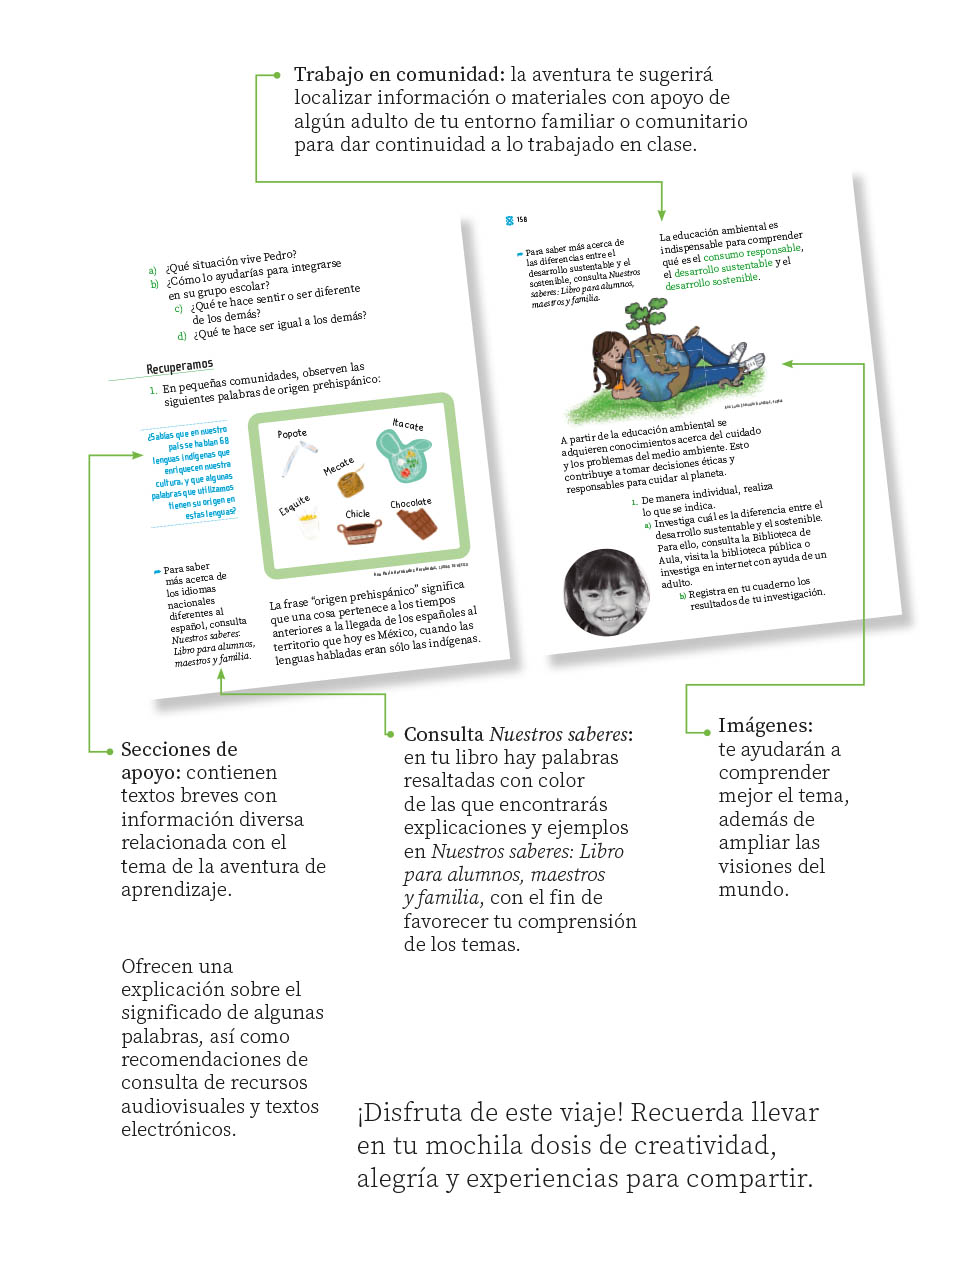 Trabajo en comunidad: la aventura te sugerirá
localizar información o materiales con apoyo de
algún adulto de tu entorno familiar o comunitario
para dar continuidad a lo trabajado en clase.
a) ¿Qué situación vive Pedro?
b) ¿Cómo lo ayudarías para integrarse
en su grupo escolar?
c) ¿Qué te hace sentir o ser diferente
de los demás?
d) ¿Qué te hace ser igual a los demás?
Recuperamos
1. En pequeñas comunidades, observen las
siguientes palabras de origen prehispánico:
¿Sabías que en nuestro
país se hablan 68
lenguas indígenas que
enriquecen nuestra
cultura, y que algunas
palabras que utilizamos
tienen su origen en
estas lenguas?
Popote
Itacate
Mecate
Esquite
Chicle
Chocolate
Para saber
más acerca de
los idiomas
nacionales
diferentes al
español, consulta
Nuestros saberes:
Libro para alumnos,
maestros y familia.
La frase "origen prehispánico" significa
que una cosa pertenece a los tiempos
anteriores a la llegada de los españoles al
territorio que hoy es México, cuando las
lenguas habladas eran sólo las indígenas.
158
Para saber más acerca de
las diferencias entre el
desarrollo sustentable y el
sostenible, consulta Nuestros
saberes: Libro para alumnos,
maestros y familia.
La educación ambiental es
indispensable para comprender
qué es el consumo responsable,
el desarrollo sustentable y el
desarrollo sostenible.
A partir de la educación ambiental se
adquieren conocimientos acerca del cuidado
y los problemas del medio ambiente. Esto
contribuye a tomar decisiones éticas y
responsables para cuidar al planeta.
1. De manera individual, realiza
lo que se indica.
a) Investiga cuál es la diferencia entre el
desarrollo sustentable y el sostenible.
Para ello, consulta la Biblioteca de
Aula, visita la biblioteca pública o
investiga en internet con ayuda de un
adulto.
b) Registra en tu cuaderno los
resultados de tu investigación.
Secciones de
apoyo: contienen
textos breves con
información diversa
relacionada con el
tema de la aventura de
aprendizaje.
Ofrecen una
explicación sobre el
significado de algunas
palabras, así como
recomendaciones de
consulta de recursos
audiovisuales y textos
electrónicos.
Consulta Nuestros saberes:
en tu libro hay palabras
resaltadas con color
de las que encontrarás
explicaciones y ejemplos
en Nuestros saberes: Libro
para alumnos, maestros
y familia, con el fin de
favorecer tu comprensión
de los temas.
Imágenes:
te ayudarán a
comprender
mejor el tema,
además de
ampliar las
visiones del
mundo.
¡Disfruta de este viaje! Recuerda llevar
en tu mochila dosis de creatividad,
alegría y experiencias para compartir.